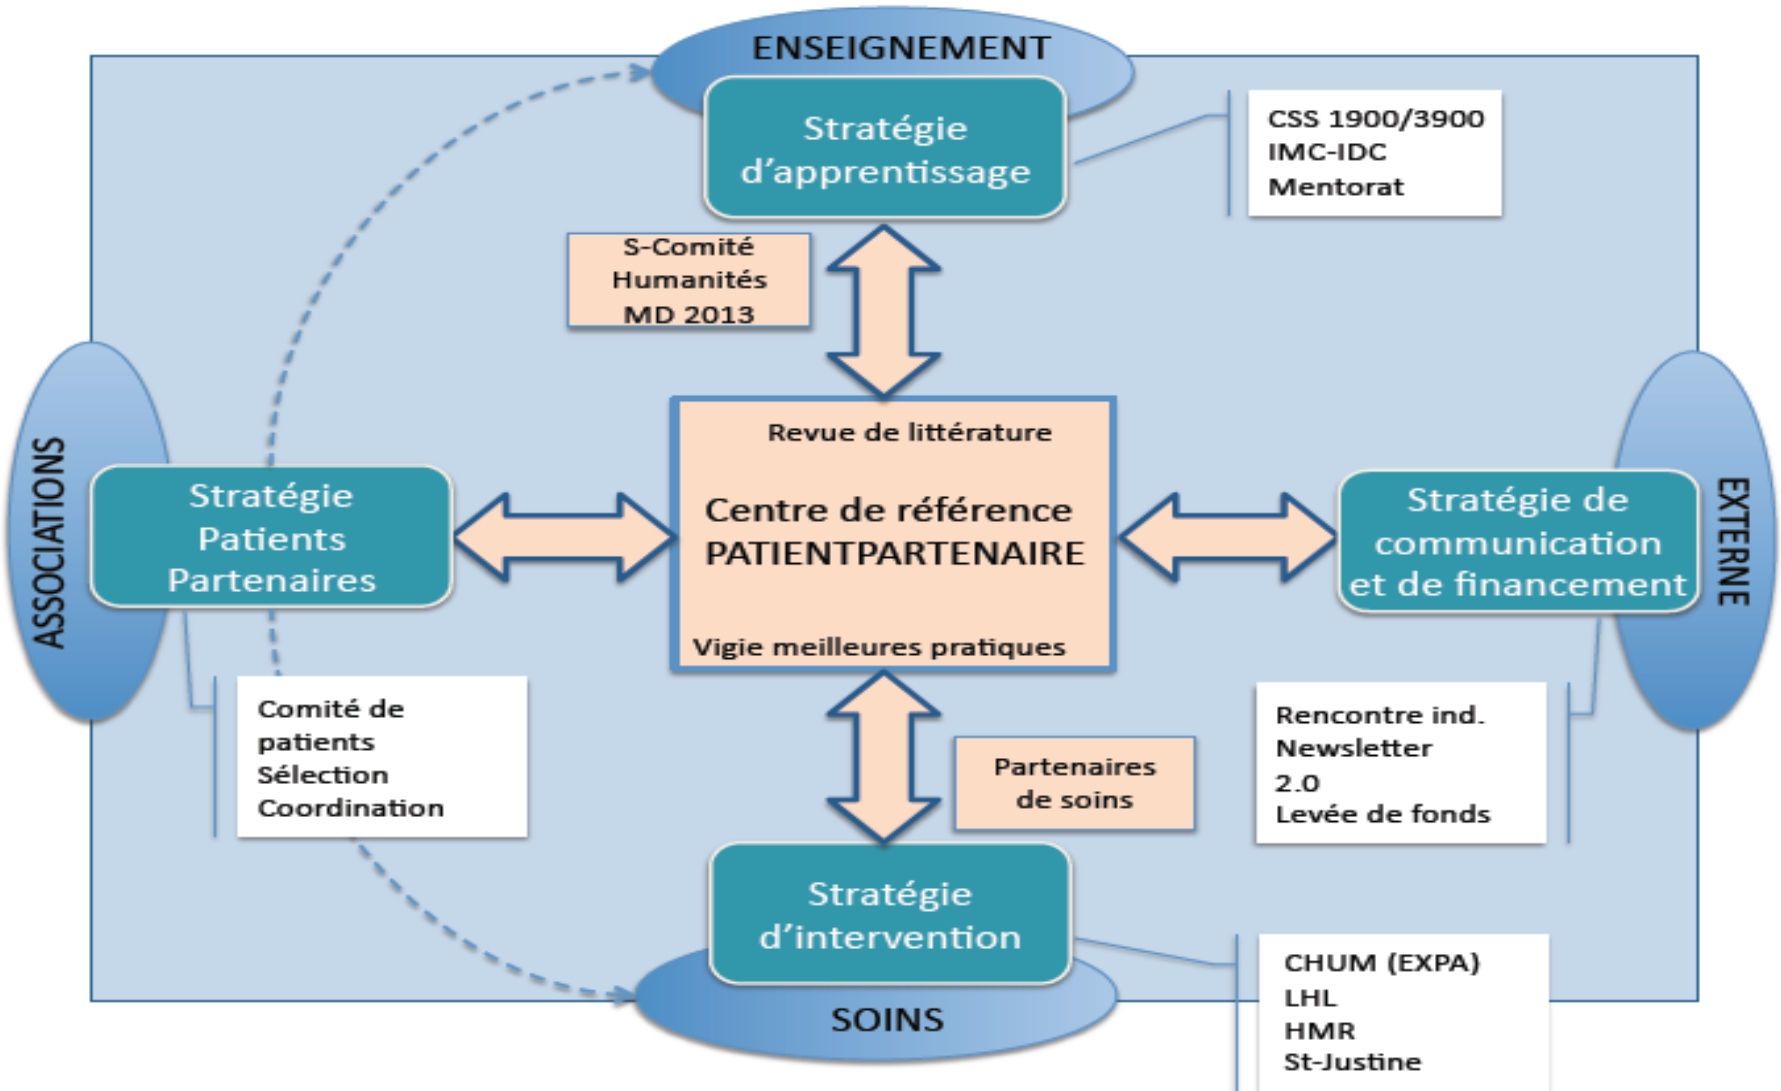 ENSEIGNEMENT
Stratégie
d'apprentissage
CSS 1900/3900
IMC-IDC
Mentorat
S-Comité
Humanités
MD 2013
ASSOCIATIONS
Stratégie
Patients
Partenaires
Revue de littérature
Centre de référence
PATIENTPARTENAIRE
Vigie meilleures pratiques
Stratégie de
communication
et de financement
EXTERNE
Comité de
patients
Sélection
Coordination
Partenaires
de soins
Rencontre ind.
Newsletter
2.0
Levée de fonds
Stratégie
d'intervention
SOINS
CHUM (EXPA)
LHL
HMR
St-Justine